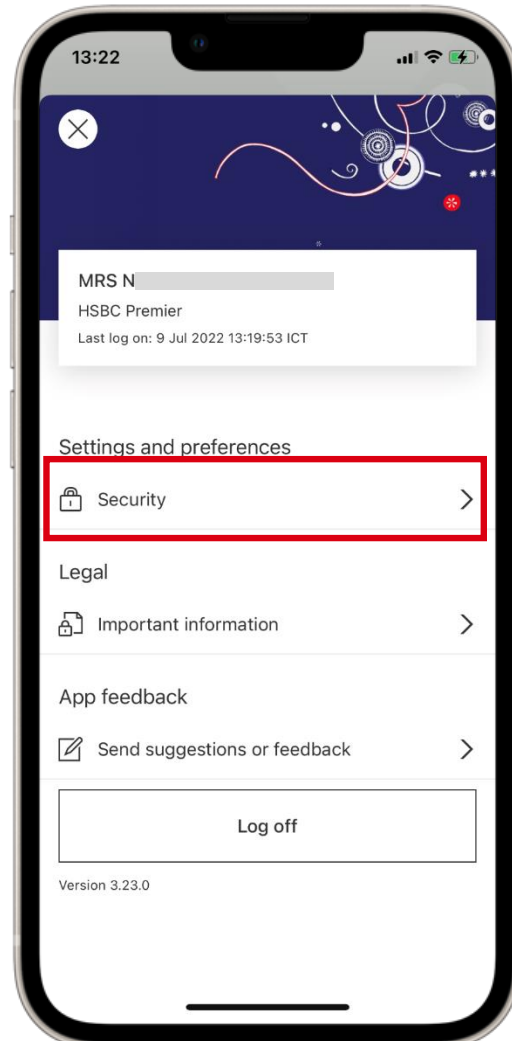 13:22
MRS N
HSBC Premier
Last log on: 9 Jul 2022 13:19:53 ICT
Settings and preferences
Security
Legal
Important information
App feedback
Send suggestions or feedback
Log off
Version 3.23.0